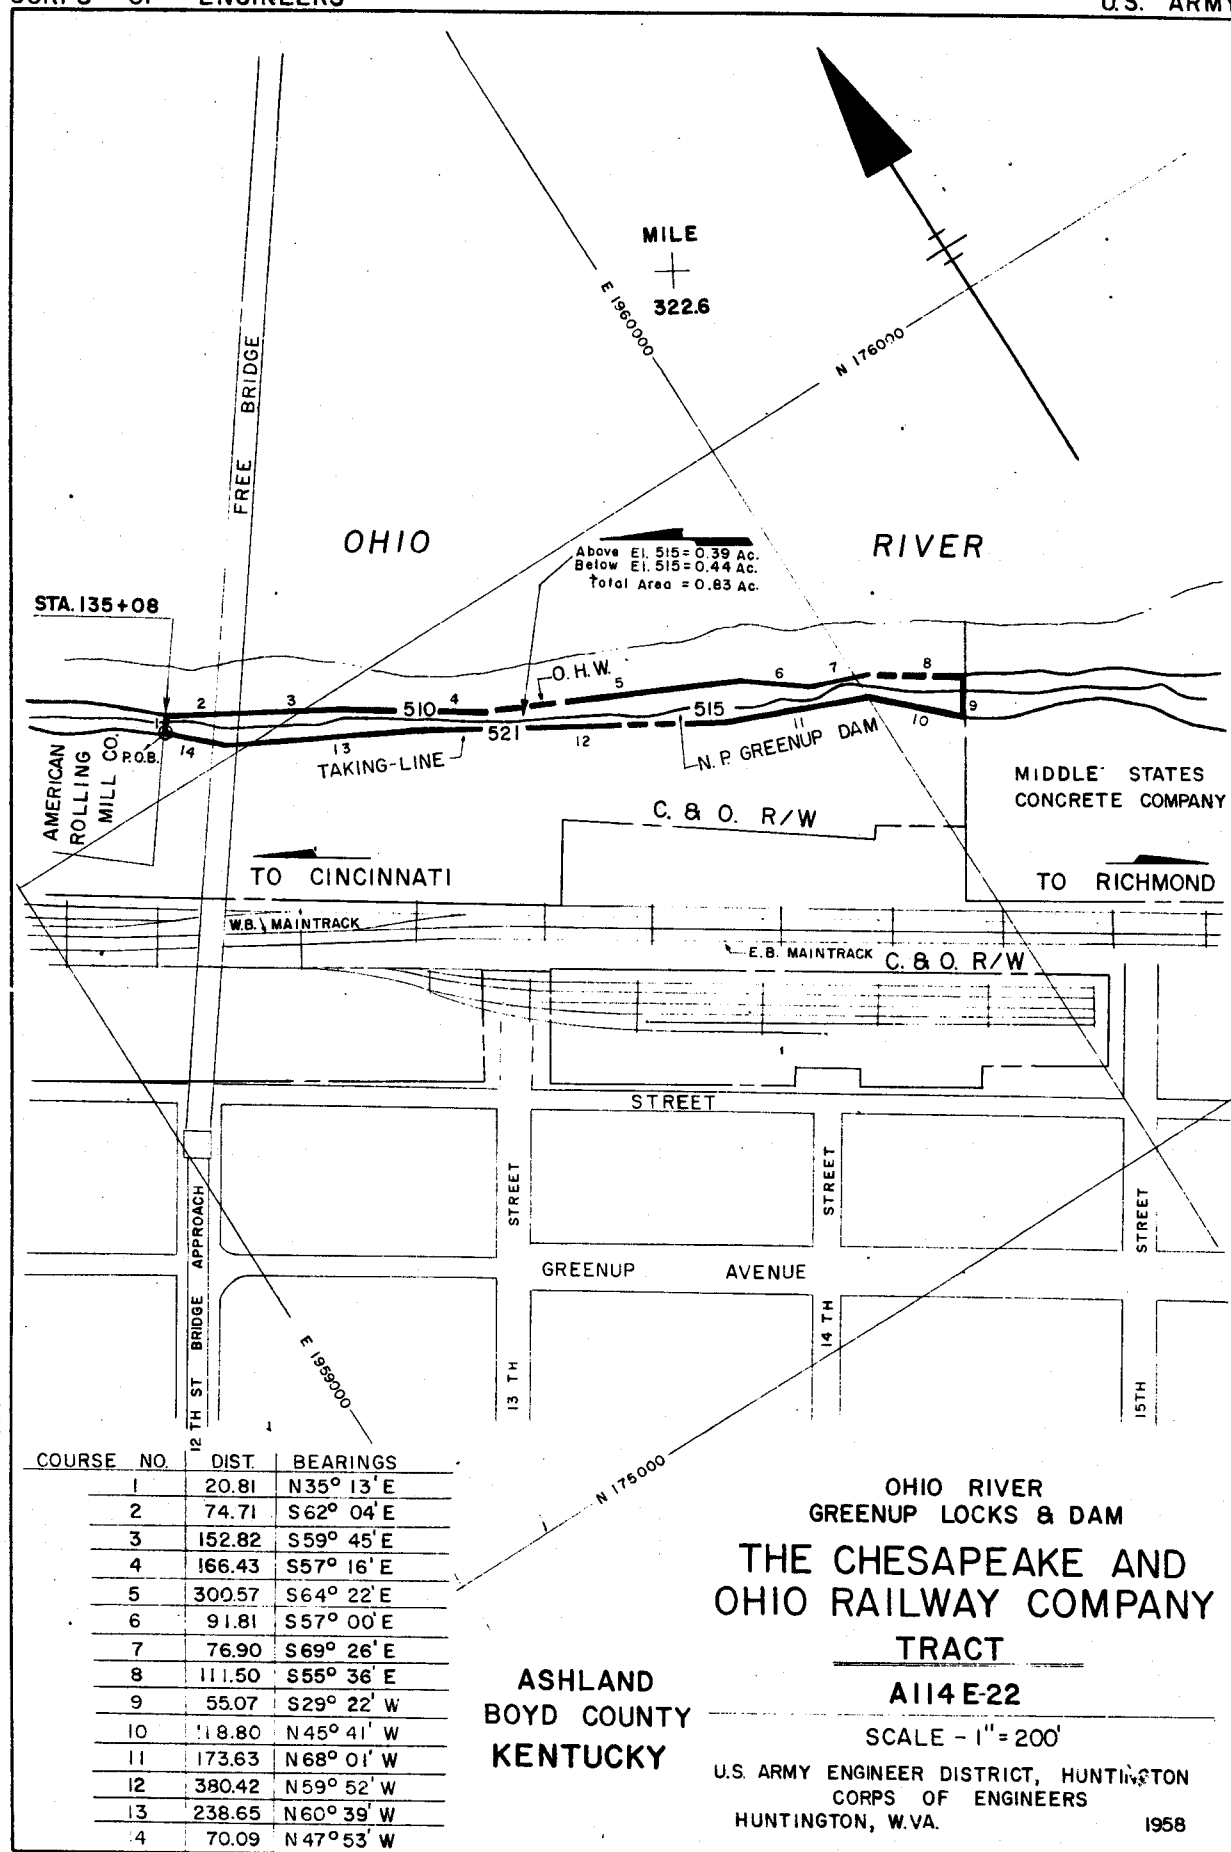 CORPS OF ENGINEERS
U.S. ARMY
MILE
322.6
E 1960000
N 176000
FREE BRIDGE
OHIO RIVER
Above El. 515 = 0.39 Ac.
Below El. 515 = 0.44 Ac.
Total Area = 0.83 Ac.
STA. 135+08
O.H.W.
1
2
3
4
5
6
7
8
9
10
11
12
13
14
510
515
521
P.O.B.
TAKING-LINE
N.P. GREENUP DAM
AMERICAN
ROLLING
MILL CO.
MIDDLE STATES
CONCRETE COMPANY
C. & O. R/W
TO CINCINNATI
TO RICHMOND
W.B. MAINTRACK
E.B. MAINTRACK
C. & O. R/W
STREET
STREET
STREET
STREET
GREENUP AVENUE
12 TH ST BRIDGE APPROACH
13 TH
14 TH
15TH
E 1959000
N 175000
COURSE NO. DIST. BEARINGS
1 20.81 N35° 13' E
2 74.71 S62° 04' E
3 152.82 S59° 45' E
4 166.43 S57° 16' E
5 300.57 S64° 22' E
6 91.81 S57° 00' E
7 76.90 S69° 26' E
8 111.50 S55° 36' E
9 55.07 S29° 22' W
10 118.80 N45° 41' W
11 173.63 N68° 01' W
12 380.42 N59° 52' W
13 238.65 N60° 39' W
14 70.09 N47° 53' W
ASHLAND
BOYD COUNTY
KENTUCKY
OHIO RIVER
GREENUP LOCKS & DAM
THE CHESAPEAKE AND
OHIO RAILWAY COMPANY
TRACT
A114 E-22
SCALE - 1" = 200'
U.S. ARMY ENGINEER DISTRICT, HUNTINGTON
CORPS OF ENGINEERS
HUNTINGTON, W.VA. 1958